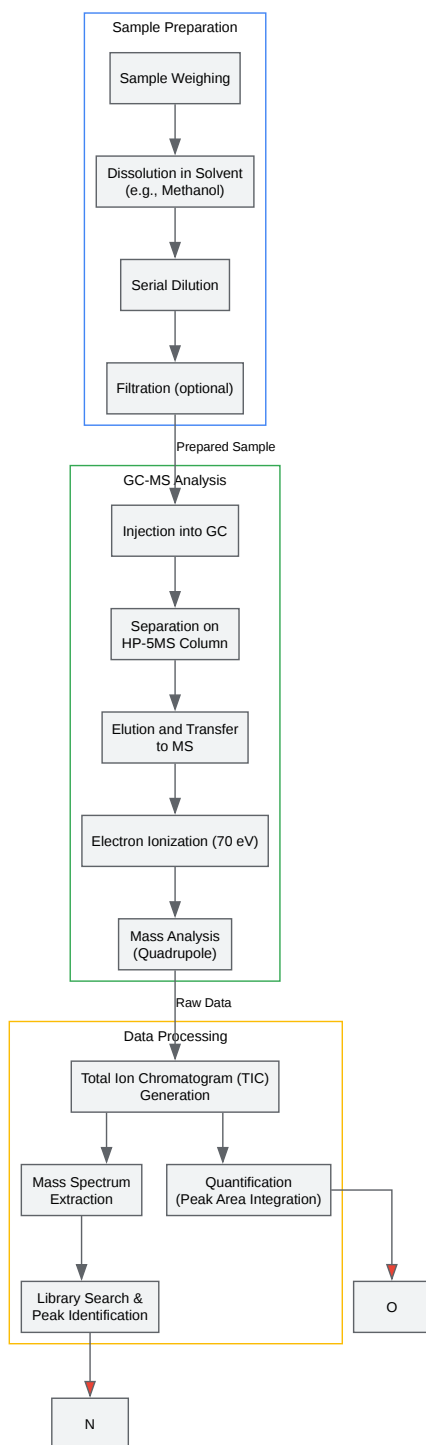 Sample Preparation
Sample Weighing
Dissolution in Solvent
(e.g., Methanol)
Serial Dilution
Filtration (optional)
Prepared Sample
GC-MS Analysis
Injection into GC
Separation on
HP-5MS Column
Elution and Transfer
to MS
Electron Ionization (70 eV)
Mass Analysis
(Quadrupole)
Raw Data
Data Processing
Total Ion Chromatogram (TIC)
Generation
Mass Spectrum
Extraction
Quantification
(Peak Area Integration)
Library Search &
Peak Identification
O
N